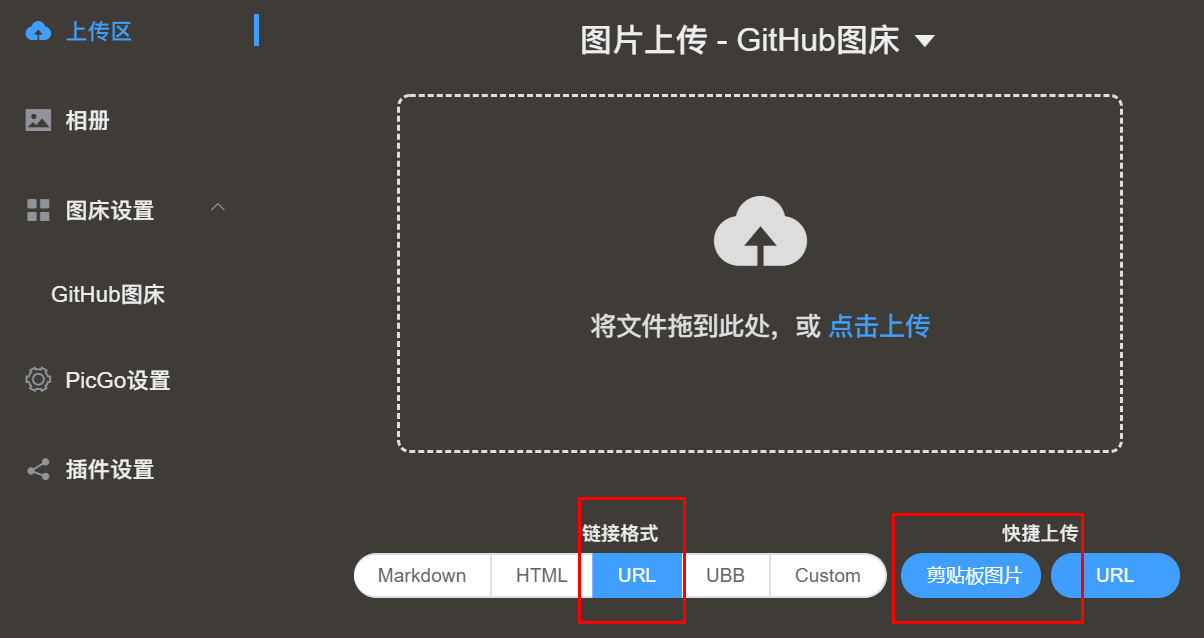 上传区
相册
图床设置
GitHub图床
PicGo设置
插件设置
图片上传 - GitHub图床
将文件拖到此处，或 点击上传
链接格式
Markdown HTML URL UBB Custom
快捷上传
剪贴板图片 URL